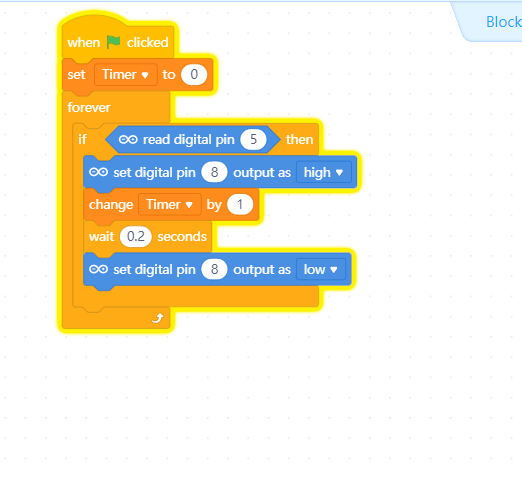 Block
when clicked
set Timer to 0
forever
if read digital pin 5 then
set digital pin 8 output as high
change Timer by 1
wait 0.2 seconds
set digital pin 8 output as low